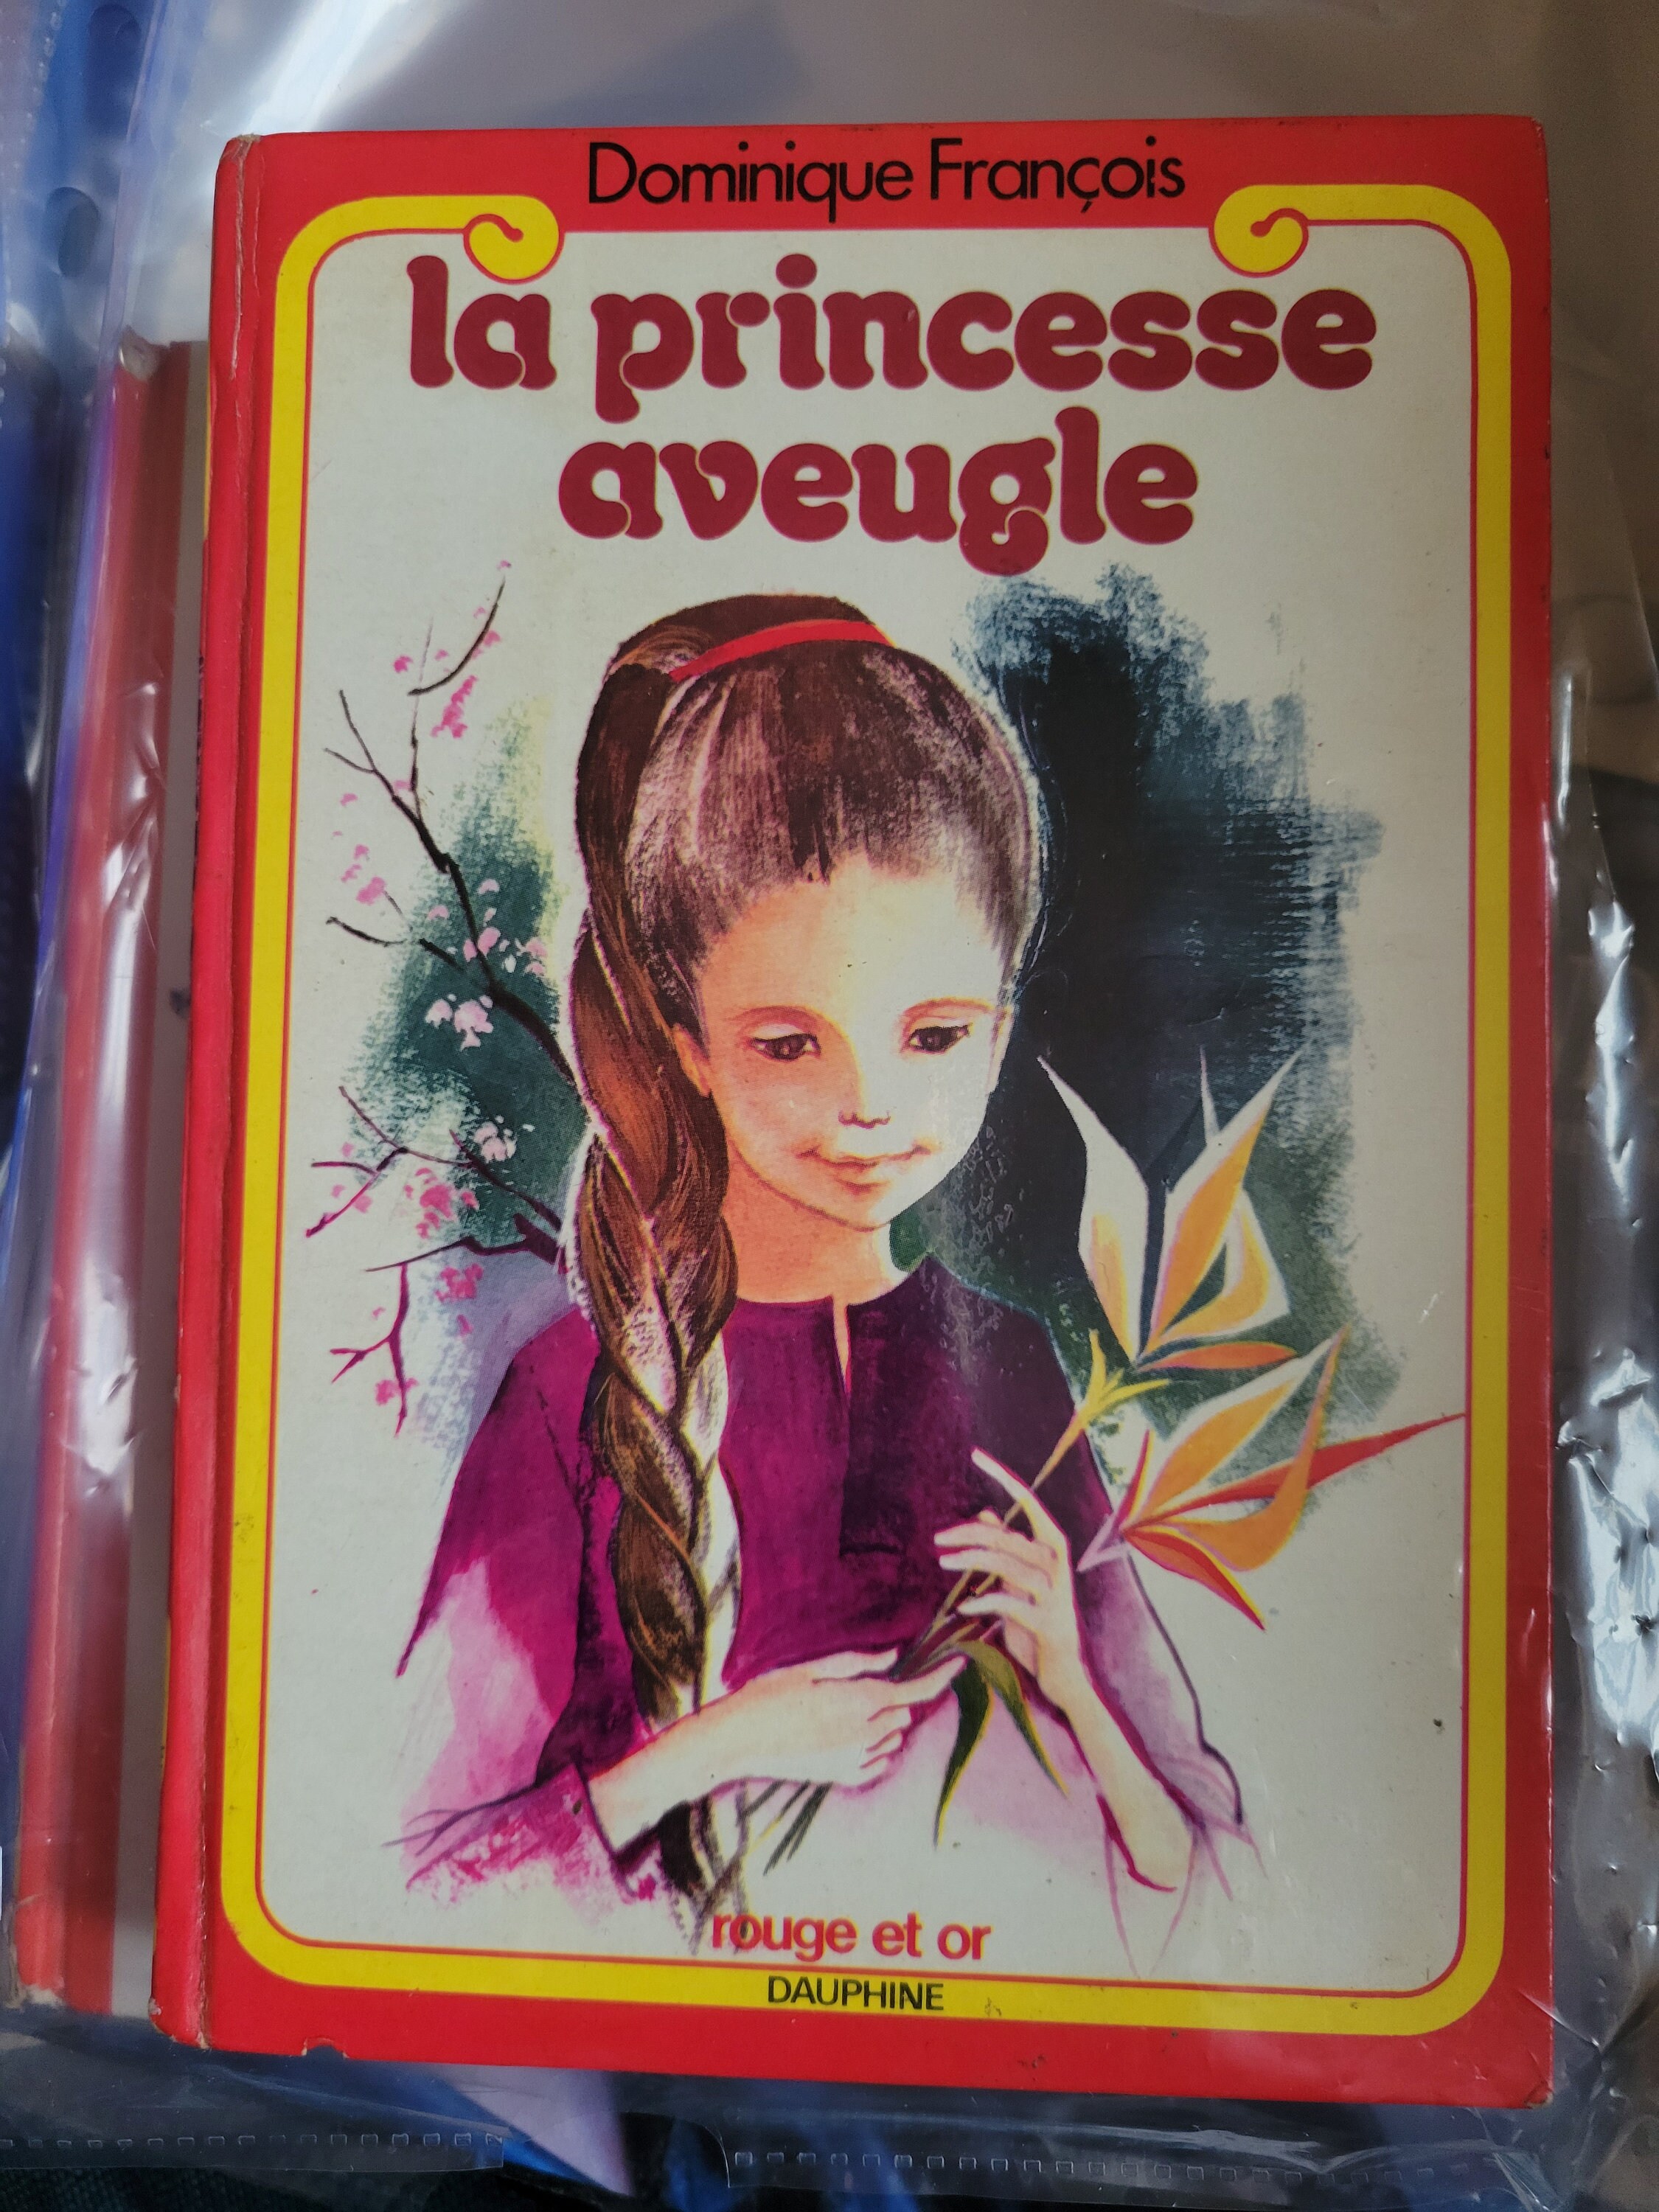 Dominique François
la princesse
aveugle
rouge et or
DAUPHINE